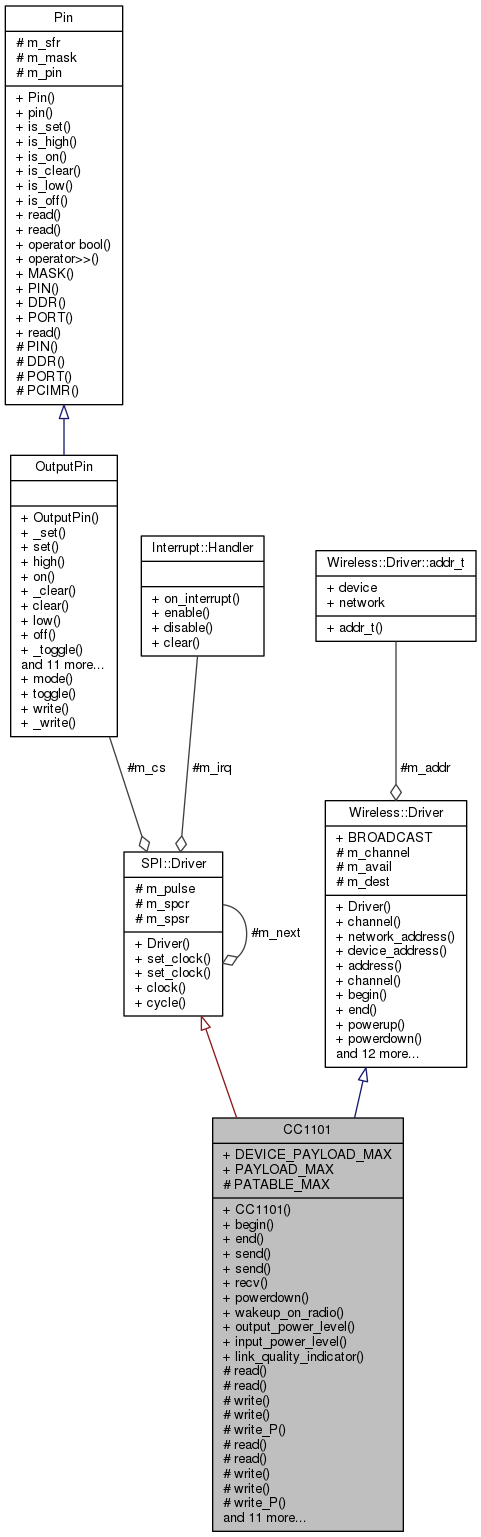 Pin
# m_sfr
# m_mask
# m_pin
+ Pin()
+ pin()
+ is_set()
+ is_high()
+ is_on()
+ is_clear()
+ is_low()
+ is_off()
+ read()
+ read()
+ operator bool()
+ operator>>()
+ MASK()
+ PIN()
+ DDR()
+ PORT()
+ read()
# PIN()
# DDR()
# PORT()
# PCIMR()
OutputPin
+ OutputPin()
+ _set()
+ set()
+ high()
+ on()
+ _clear()
+ clear()
+ low()
+ off()
+ _toggle()
and 11 more...
+ mode()
+ toggle()
+ write()
+ _write()
Interrupt::Handler
+ on_interrupt()
+ enable()
+ disable()
+ clear()
Wireless::Driver::addr_t
+ device
+ network
+ addr_t()
#m_cs
#m_irq
#m_addr
SPI::Driver
# m_pulse
# m_spcr
# m_spsr
+ Driver()
+ set_clock()
+ set_clock()
+ clock()
+ cycle()
#m_next
Wireless::Driver
+ BROADCAST
# m_channel
# m_avail
# m_dest
+ Driver()
+ channel()
+ network_address()
+ device_address()
+ address()
+ channel()
+ begin()
+ end()
+ powerup()
+ powerdown()
and 12 more...
CC1101
+ DEVICE_PAYLOAD_MAX
+ PAYLOAD_MAX
# PATABLE_MAX
+ CC1101()
+ begin()
+ end()
+ send()
+ send()
+ recv()
+ powerdown()
+ wakeup_on_radio()
+ output_power_level()
+ input_power_level()
+ link_quality_indicator()
# read()
# read()
# write()
# write()
# write_P()
# read()
# read()
# write()
# write()
# write_P()
and 11 more...